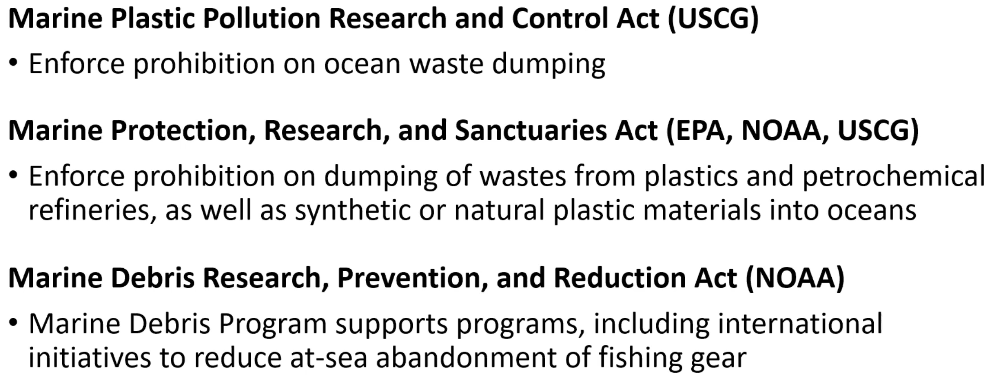 Marine Plastic Pollution Research and Control Act (USCG)
• Enforce prohibition on ocean waste dumping
Marine Protection, Research, and Sanctuaries Act (EPA, NOAA, USCG)
• Enforce prohibition on dumping of wastes from plastics and petrochemical
refineries, as well as synthetic or natural plastic materials into oceans
Marine Debris Research, Prevention, and Reduction Act (NOAA)
• Marine Debris Program supports programs, including international
initiatives to reduce at-sea abandonment of fishing gear